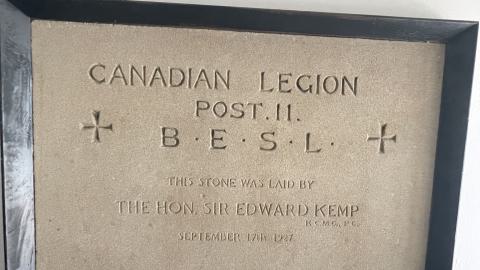 CANADIAN LEGION
POST. 11.
B · E · S · L ·
THIS STONE WAS LAID BY
THE HON. SIR EDWARD KEMP
K.C.M.G., P.C.
SEPTEMBER 17TH 1927